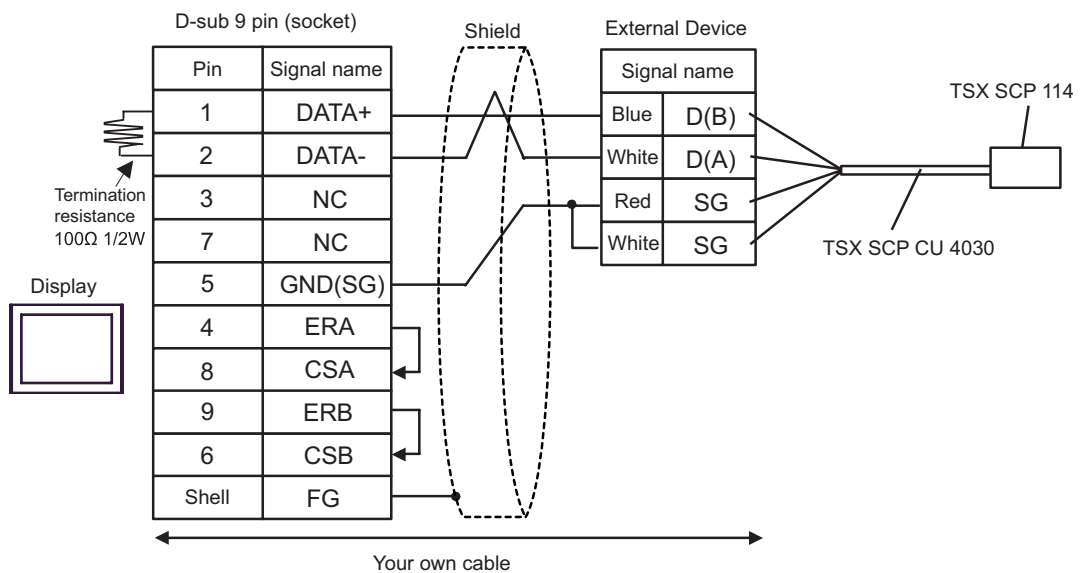 D-sub 9 pin (socket)
Shield
External Device
Pin Signal name
1 DATA+
2 DATA-
3 NC
7 NC
5 GND(SG)
4 ERA
8 CSA
9 ERB
6 CSB
Shell FG
Termination
resistance
100Ω 1/2W
Display
Signal name
Blue D(B)
White D(A)
Red SG
White SG
TSX SCP 114
TSX SCP CU 4030
Your own cable